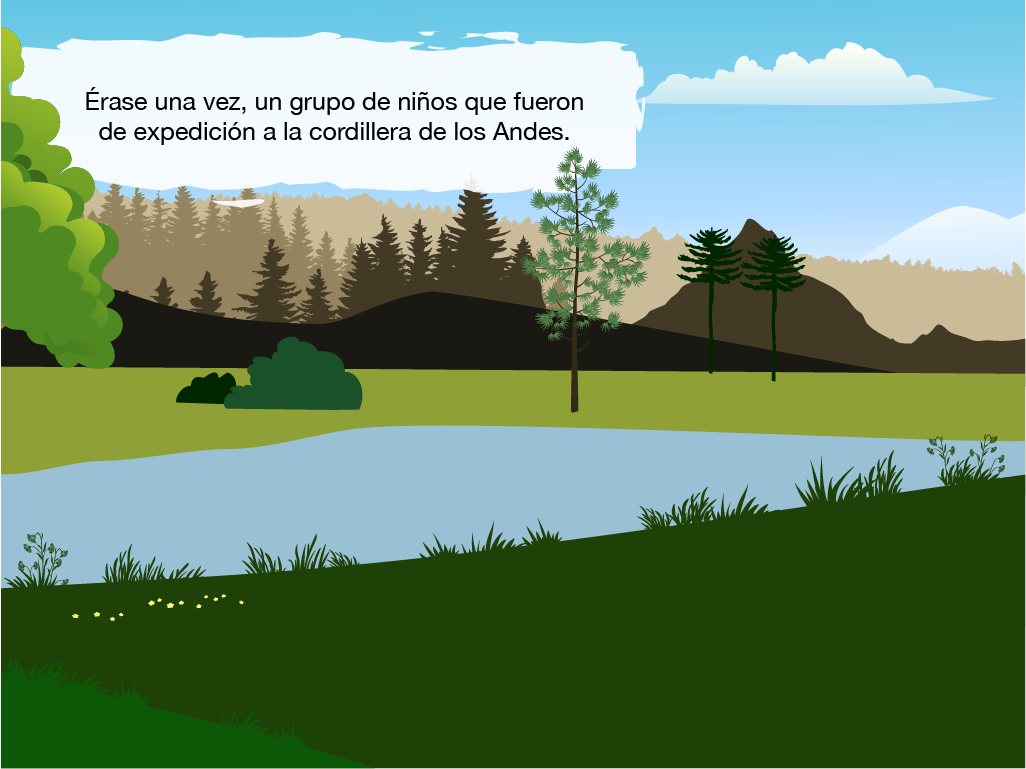 Érase una vez, un grupo de niños que fueron
de expedición a la cordillera de los Andes.